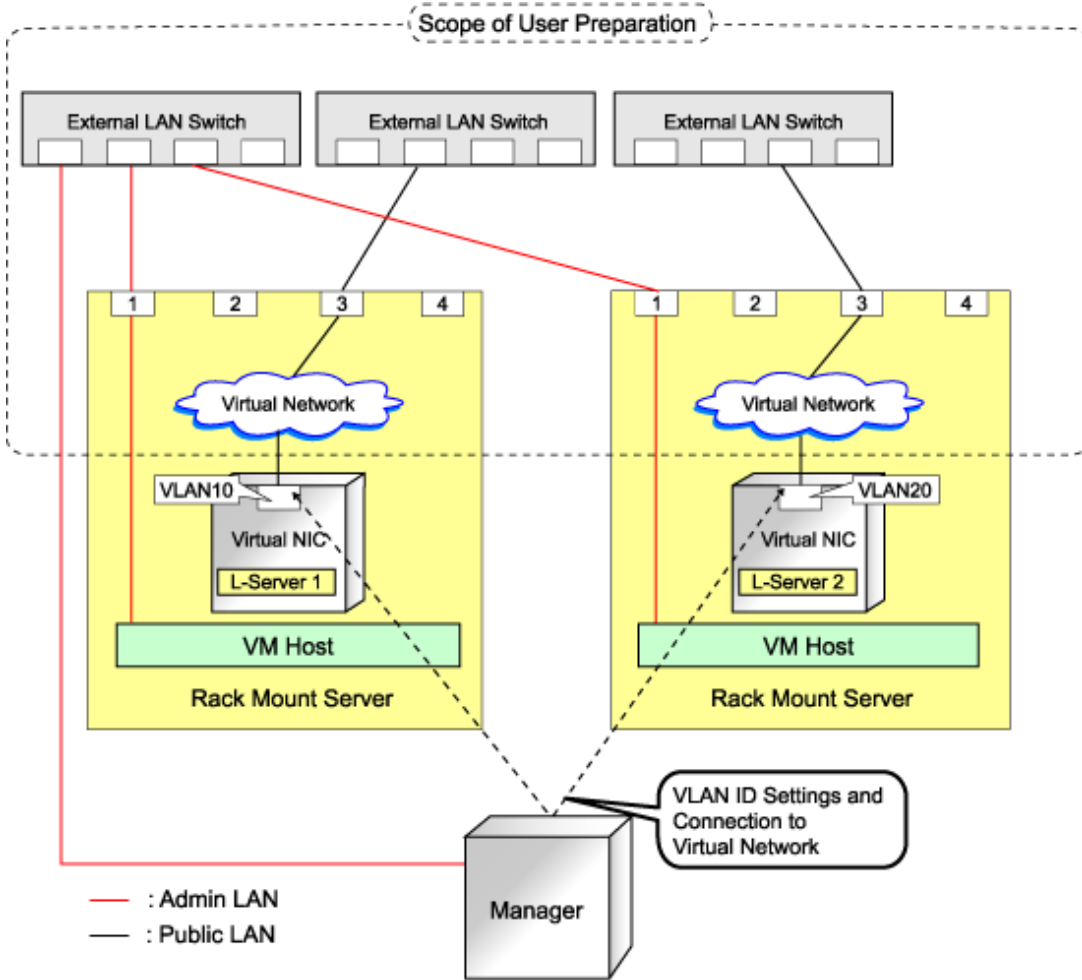 Scope of User Preparation
External LAN Switch
External LAN Switch
External LAN Switch
1
2
3
4
1
2
3
4
Virtual Network
Virtual Network
VLAN10
VLAN20
Virtual NIC
Virtual NIC
L-Server 1
L-Server 2
VM Host
VM Host
Rack Mount Server
Rack Mount Server
VLAN ID Settings and
Connection to
Virtual Network
Manager
: Admin LAN
: Public LAN